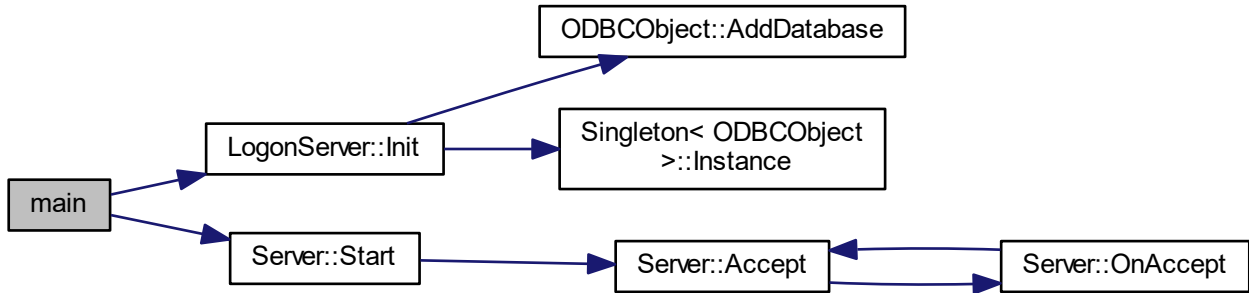 ODBCObject::AddDatabase
LogonServer::Init
Singleton< ODBCObject
>::Instance
main
Server::Start
Server::Accept
Server::OnAccept